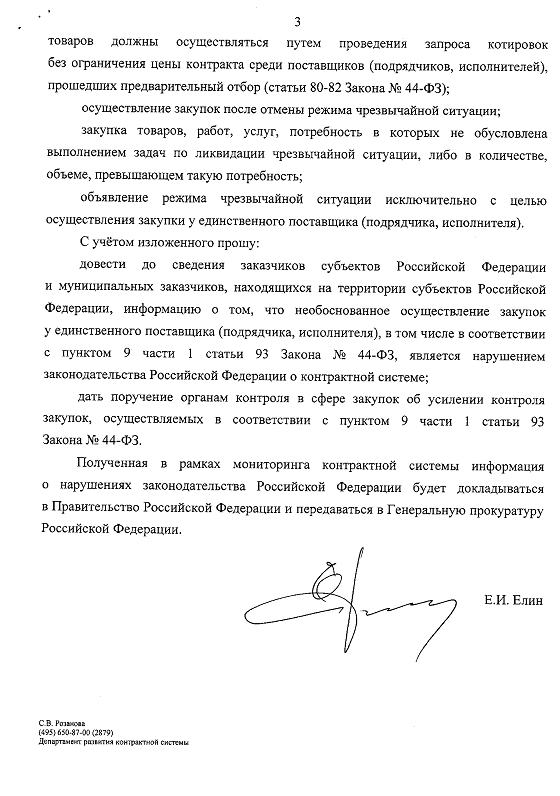 3
товаров должны осуществляться путем проведения запроса котировок
без ограничения цены контракта среди поставщиков (подрядчиков, исполнителей),
прошедших предварительный отбор (статьи 80-82 Закона № 44-ФЗ);
осуществление закупок после отмены режима чрезвычайной ситуации;
закупка товаров, работ, услуг, потребность в которых не обусловлена
выполнением задач по ликвидации чрезвычайной ситуации, либо в количестве,
объеме, превышающем такую потребность;
объявление режима чрезвычайной ситуации исключительно с целью
осуществления закупки у единственного поставщика (подрядчика, исполнителя).
С учётом изложенного прошу:
довести до сведения заказчиков субъектов Российской Федерации
и муниципальных заказчиков, находящихся на территории субъектов Российской
Федерации, информацию о том, что необоснованное осуществление закупок
у единственного поставщика (подрядчика, исполнителя), в том числе в соответствии
с пунктом 9 части 1 статьи 93 Закона № 44-ФЗ, является нарушением
законодательства Российской Федерации о контрактной системе;
дать поручение органам контроля в сфере закупок об усилении контроля
закупок, осуществляемых в соответствии с пунктом 9 части 1 статьи 93
Закона № 44-ФЗ.
Полученная в рамках мониторинга контрактной системы информация
о нарушениях законодательства Российской Федерации будет докладываться
в Правительство Российской Федерации и передаваться в Генеральную прокуратуру
Российской Федерации.
Е.И. Елин
С.В. Розанова
(495) 650-87-00 (2879)
Департамент развития контрактной системы